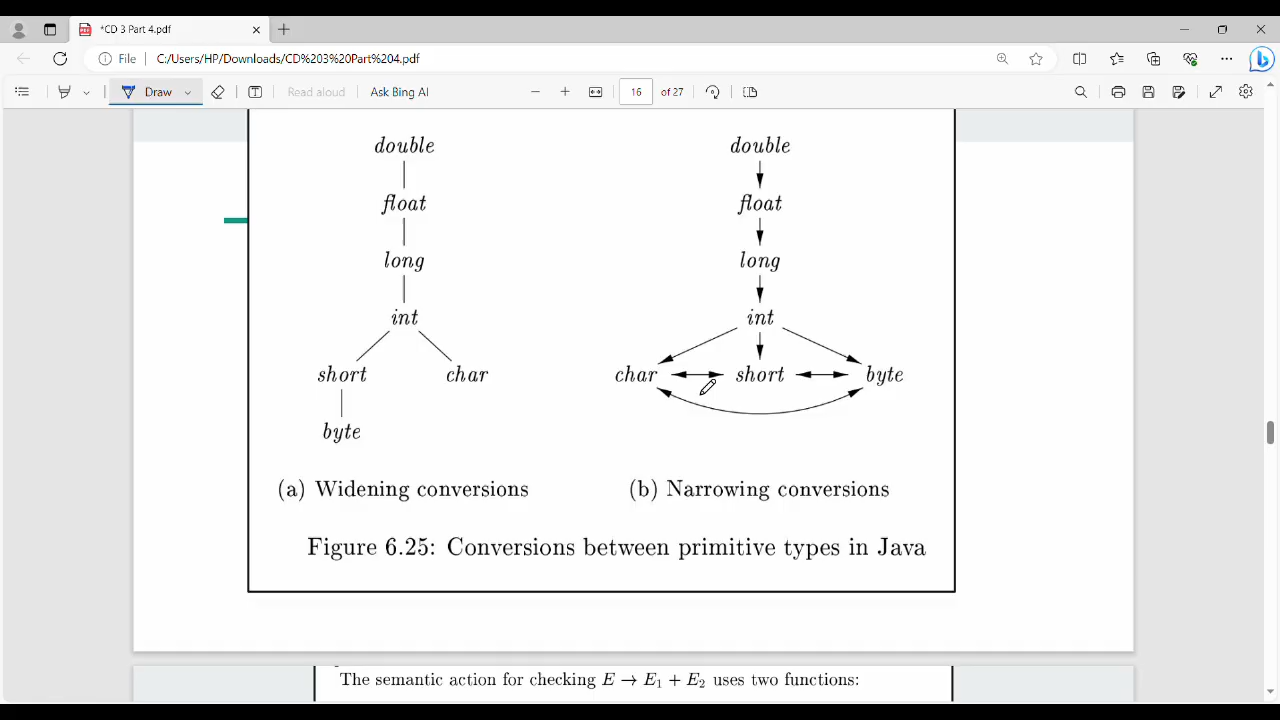 *CD 3 Part 4.pdf
File C:/Users/HP/Downloads/CD%203%20Part%204.pdf
Draw Read aloud Ask Bing AI 16 of 27
double double
float float
long long
int int
short char char short byte
byte
(a) Widening conversions (b) Narrowing conversions
Figure 6.25: Conversions between primitive types in Java
The semantic action for checking E → E₁ + E₂ uses two functions: